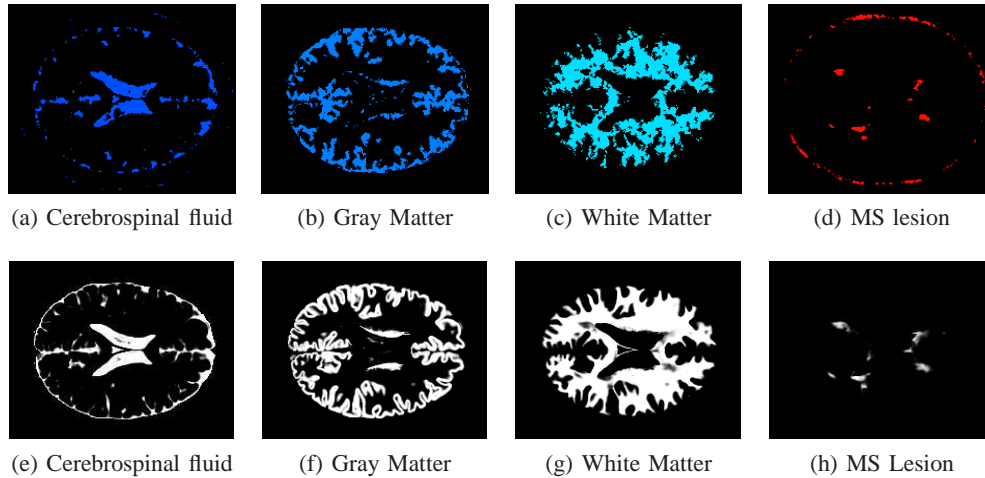 (a) Cerebrospinal fluid (b) Gray Matter (c) White Matter (d) MS lesion
(e) Cerebrospinal fluid (f) Gray Matter (g) White Matter (h) MS Lesion